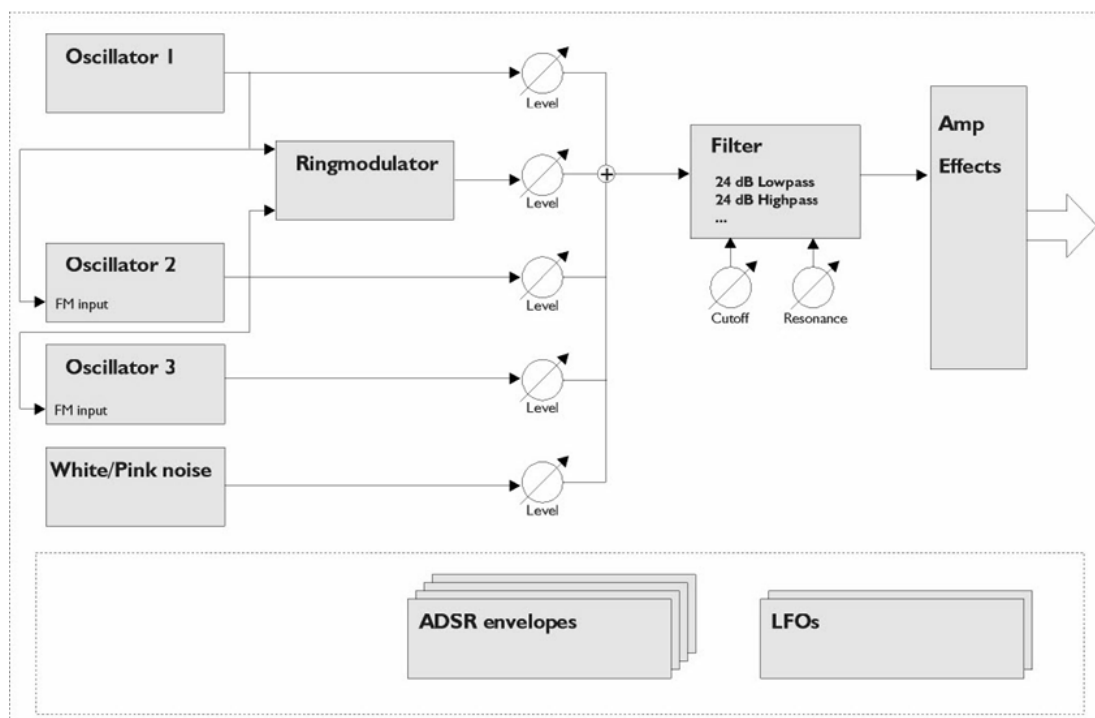 Oscillator 1
Level
Ringmodulator
Level
Oscillator 2
FM input
Level
Oscillator 3
FM input
Level
White/Pink noise
Level
Filter
24 dB Lowpass
24 dB Highpass
...
Cutoff
Resonance
Amp
Effects
ADSR envelopes
LFOs